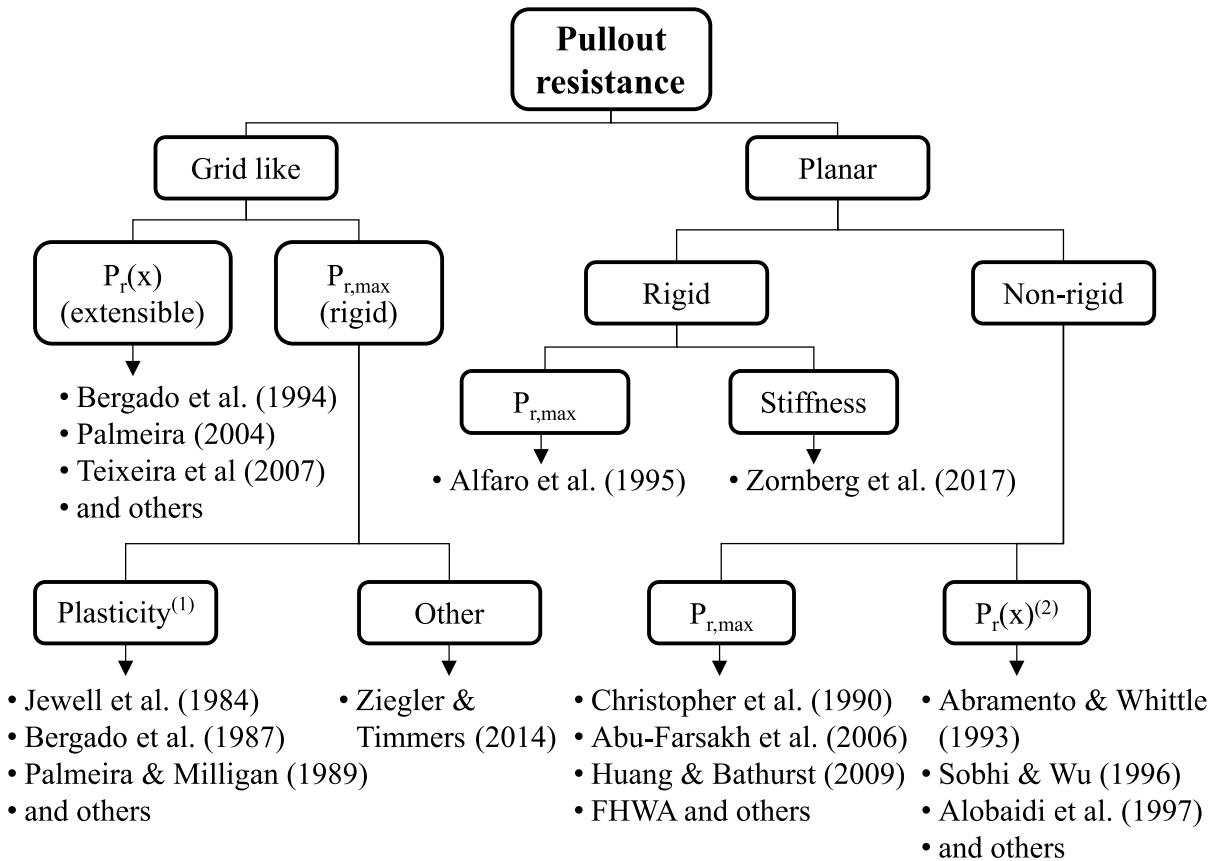 Pullout
resistance
Grid like
Planar
Pr(x)
(extensible)
Pr,max
(rigid)
Rigid
Non-rigid
• Bergado et al. (1994)
• Palmeira (2004)
• Teixeira et al (2007)
• and others
Pr,max
Stiffness
• Alfaro et al. (1995)
• Zornberg et al. (2017)
Plasticity(1)
Other
Pr,max
Pr(x)(2)
• Jewell et al. (1984)
• Bergado et al. (1987)
• Palmeira & Milligan (1989)
• and others
• Ziegler &
Timmers (2014)
• Christopher et al. (1990)
• Abu-Farsakh et al. (2006)
• Huang & Bathurst (2009)
• FHWA and others
• Abramento & Whittle
(1993)
• Sobhi & Wu (1996)
• Alobaidi et al. (1997)
• and others